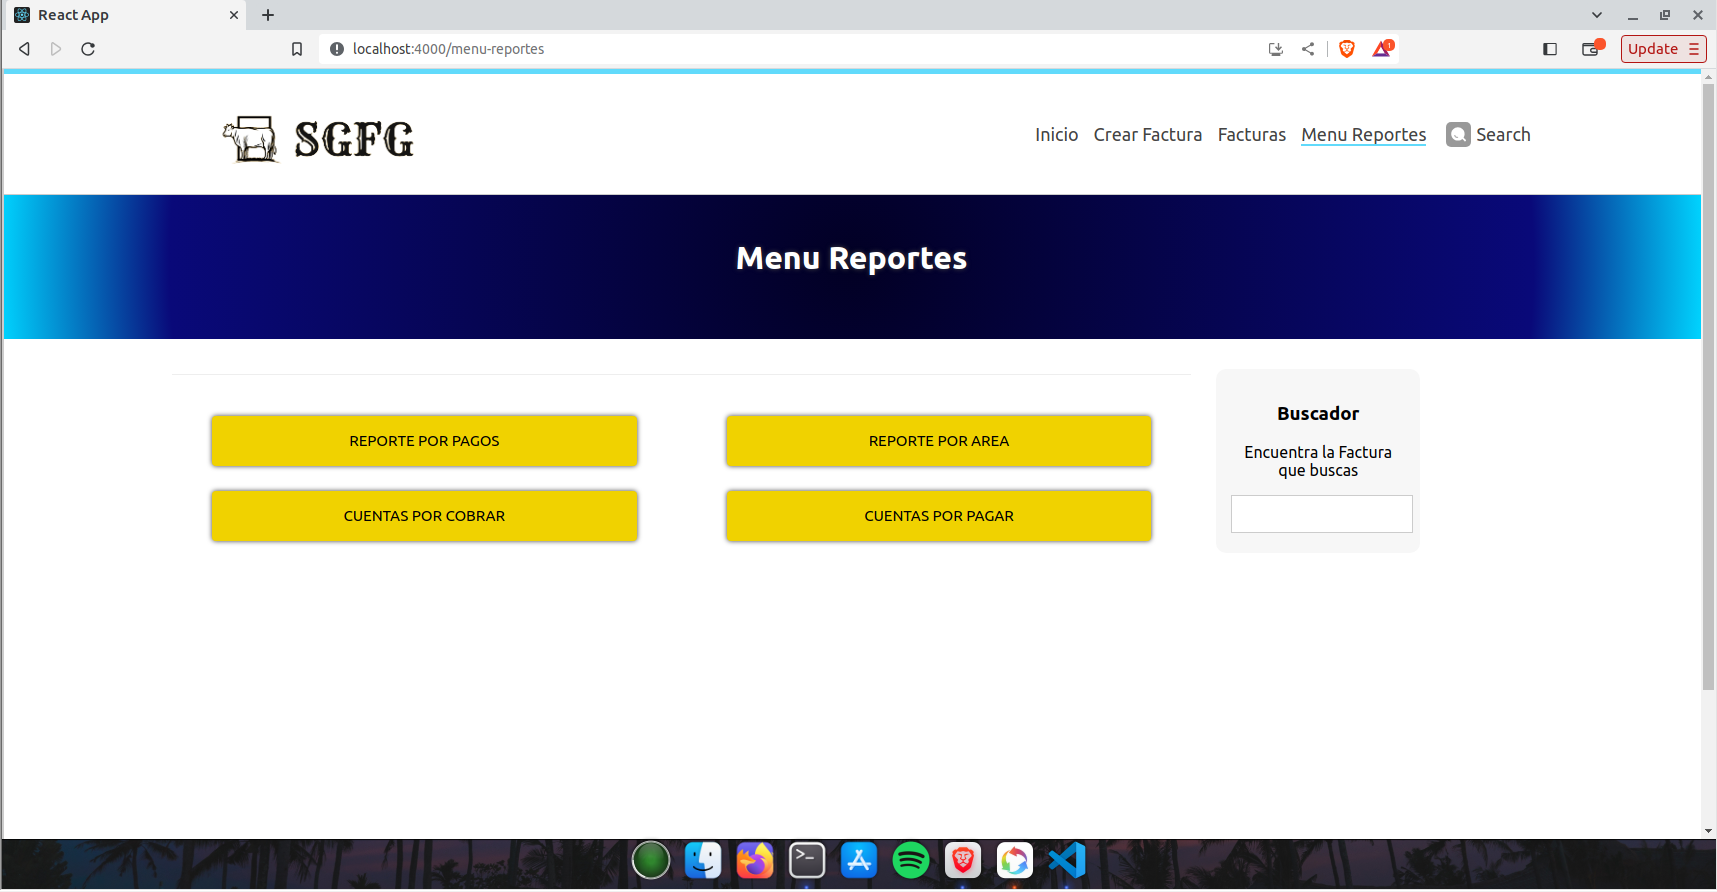 React App
localhost:4000/menu-reportes
Update
SGFG
Inicio Crear Factura Facturas Menu Reportes Search
Menu Reportes
REPORTE POR PAGOS
REPORTE POR AREA
CUENTAS POR COBRAR
CUENTAS POR PAGAR
Buscador
Encuentra la Factura
que buscas